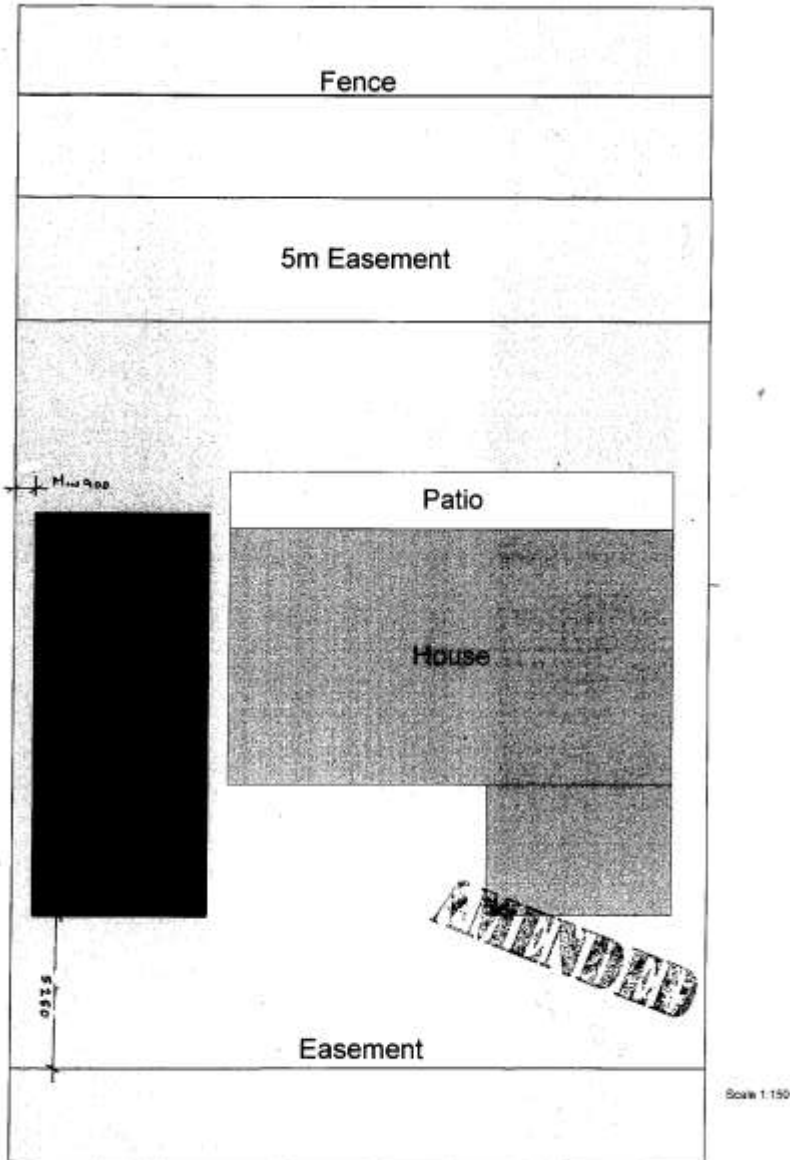 Fence
5m Easement
Min 900
Patio
House
AMENDED
5250
Easement
Scale 1:150